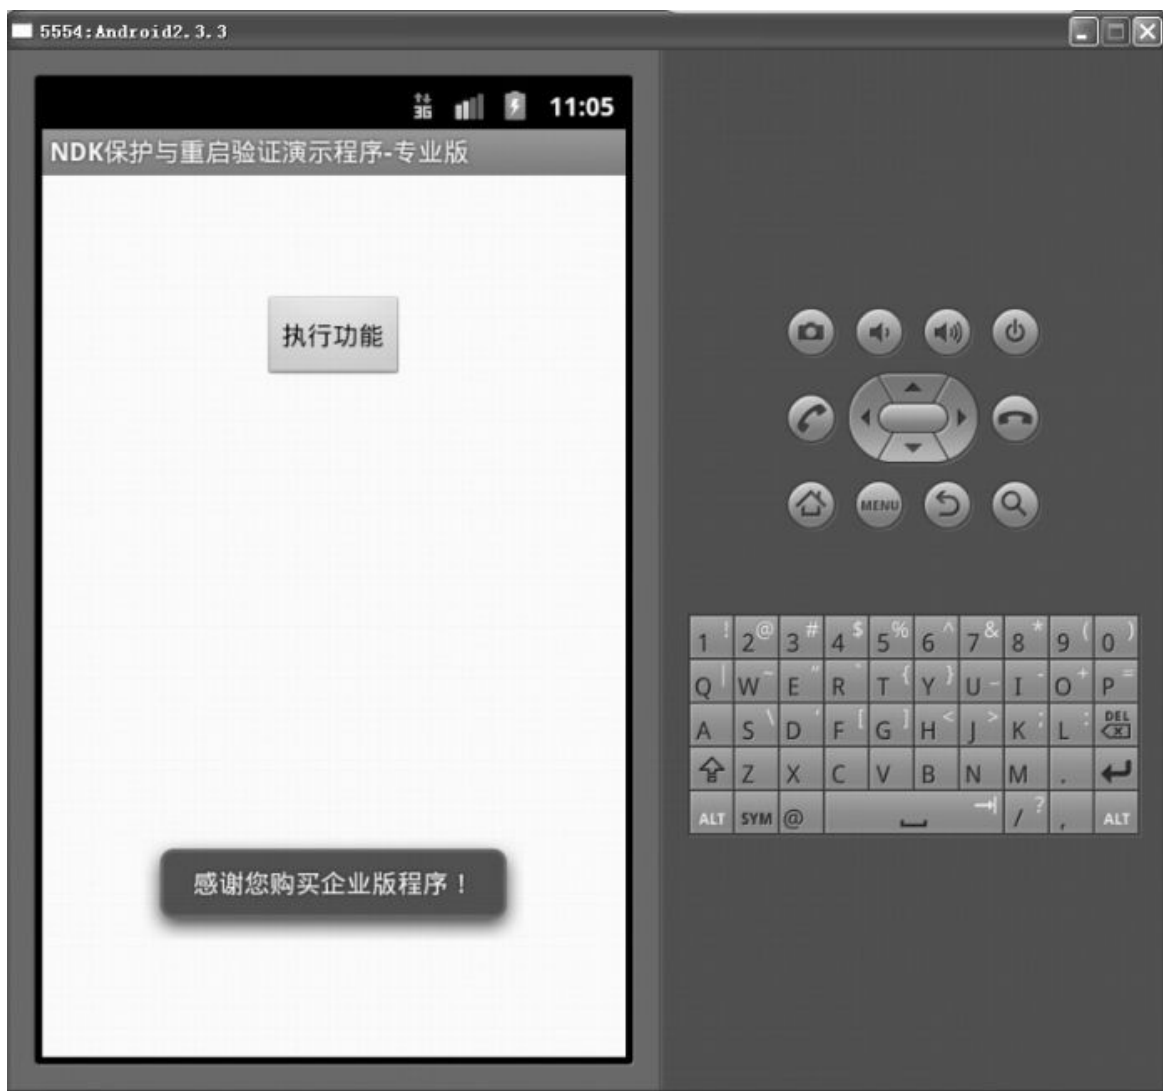 5554:Android2.3.3
3G 11:05
NDK保护与重启验证演示程序-专业版
执行功能
感谢您购买企业版程序！
MENU
1 ! 2 @ 3 # 4 $ 5 % 6 ^ 7 & 8 * 9 ( 0 )
Q | W ~ E " R ` T { Y } U _ I - O + P =
A S \ D ' F [ G ] H < J > K ; L : DEL
Z X C V B N M .
ALT SYM @ / ? , ALT